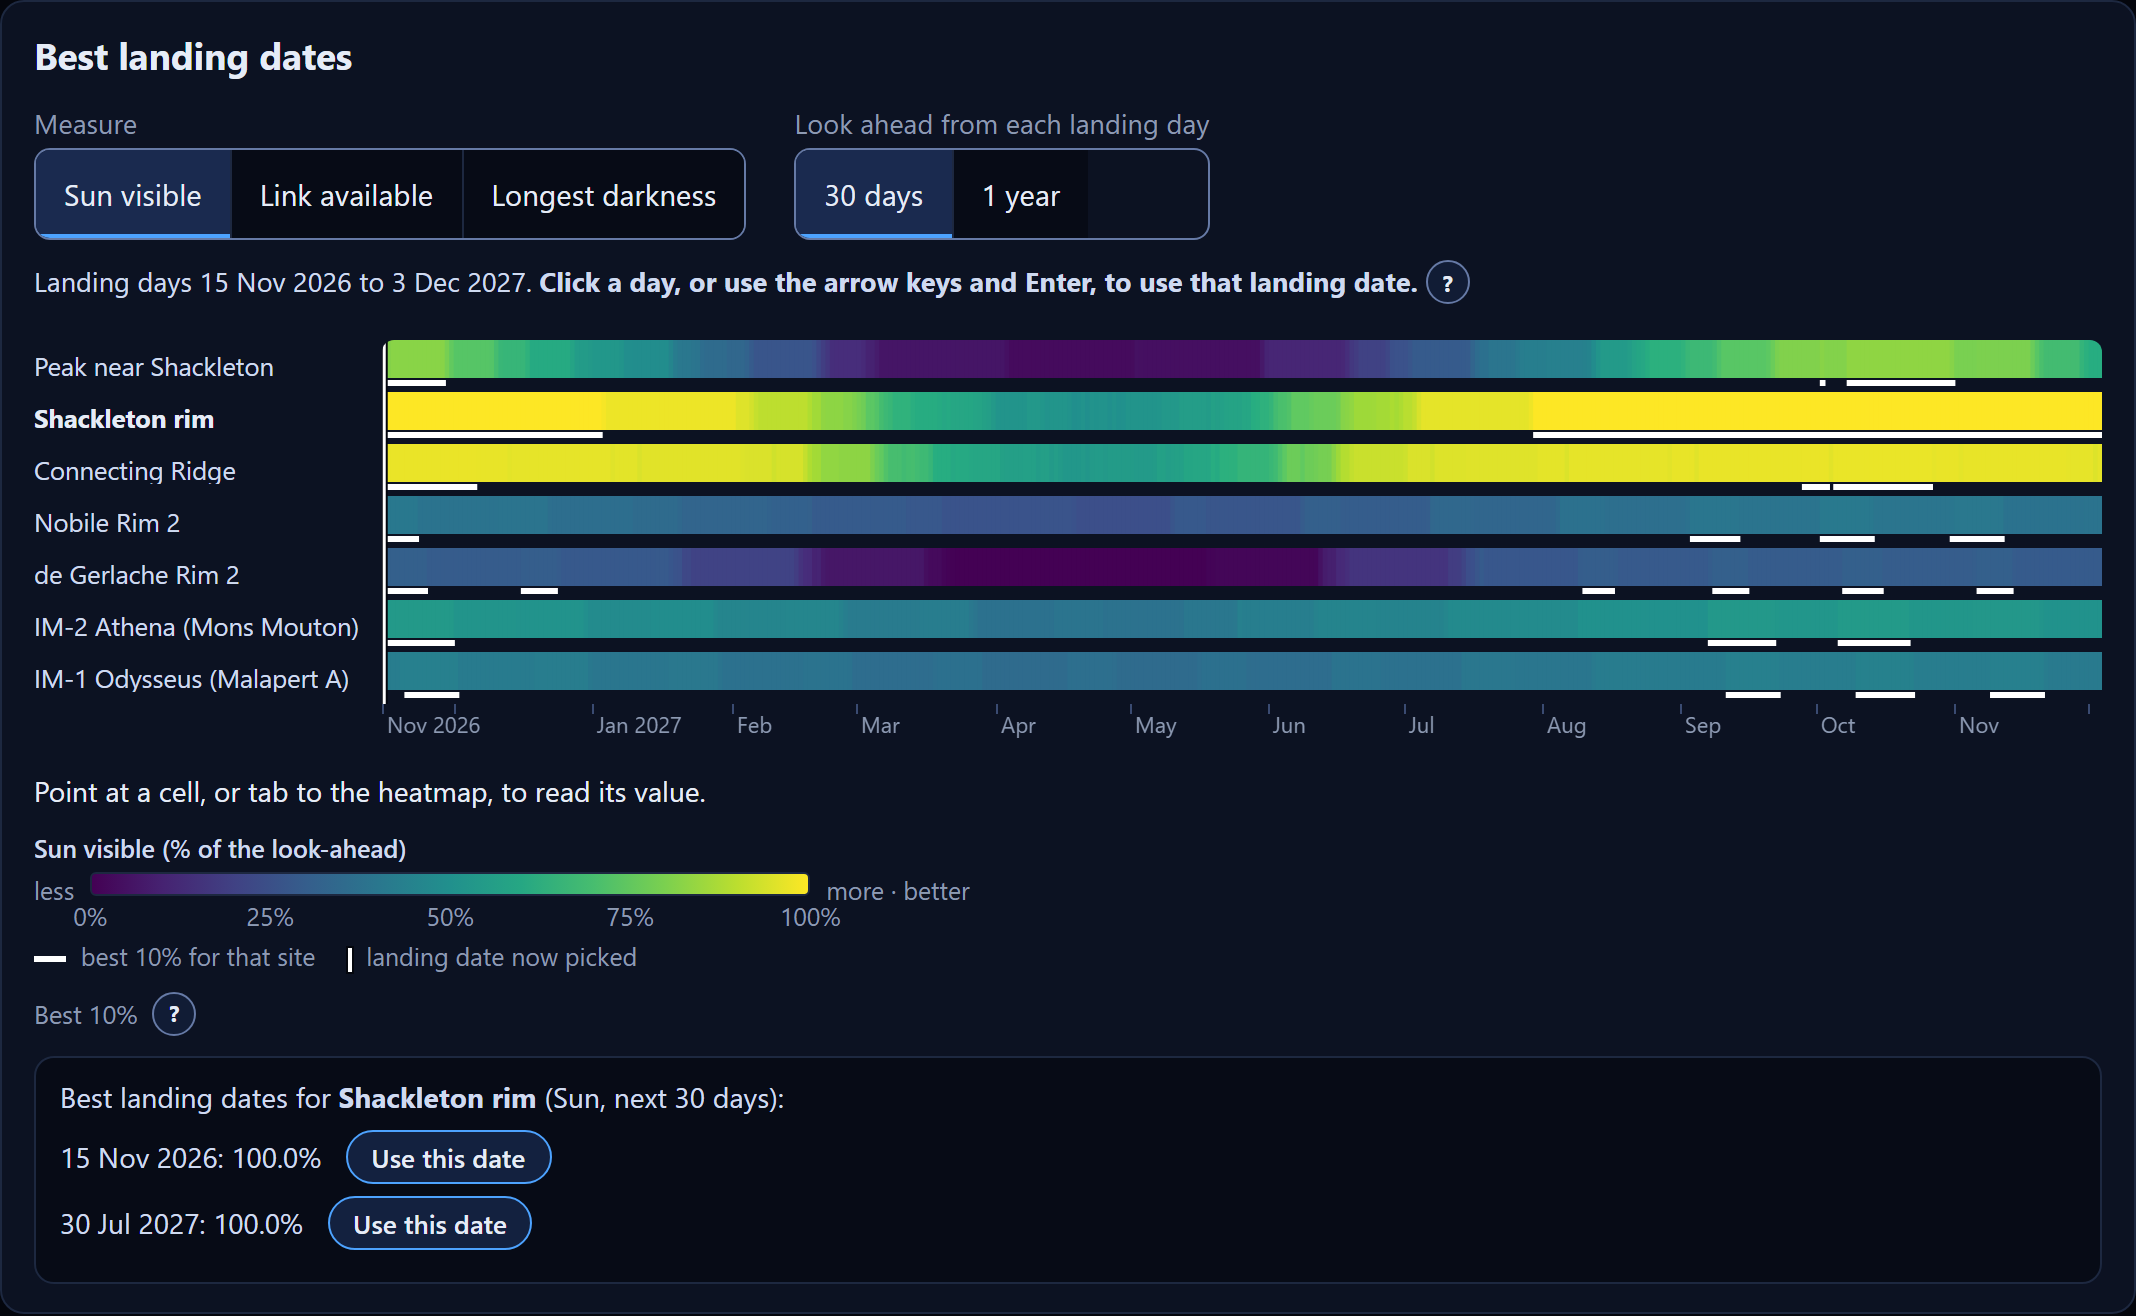 Best landing dates
Measure
Look ahead from each landing day
Sun visible
Link available
Longest darkness
30 days
1 year
Landing days 15 Nov 2026 to 3 Dec 2027. Click a day, or use the arrow keys and Enter, to use that landing date. ?
Peak near Shackleton
Shackleton rim
Connecting Ridge
Nobile Rim 2
de Gerlache Rim 2
IM-2 Athena (Mons Mouton)
IM-1 Odysseus (Malapert A)
Nov 2026 Jan 2027 Feb Mar Apr May Jun Jul Aug Sep Oct Nov
Point at a cell, or tab to the heatmap, to read its value.
Sun visible (% of the look-ahead)
less more · better
0% 25% 50% 75% 100%
best 10% for that site landing date now picked
Best 10% ?
Best landing dates for Shackleton rim (Sun, next 30 days):
15 Nov 2026: 100.0% Use this date
30 Jul 2027: 100.0% Use this date